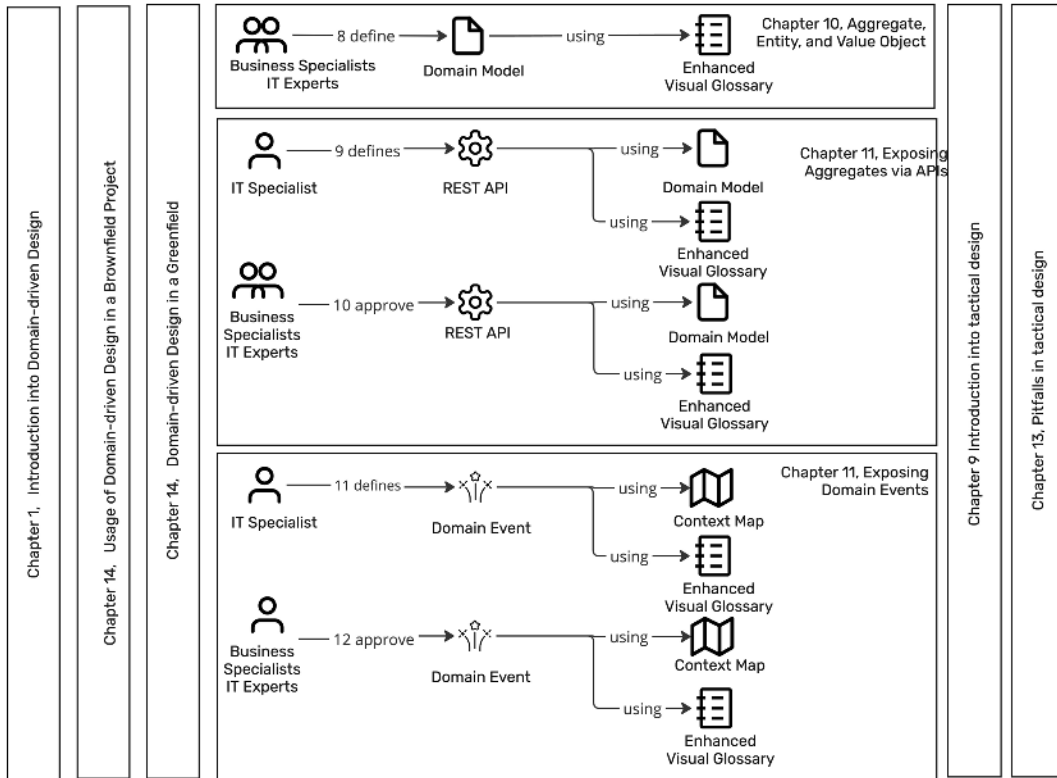 Chapter 1, Introduction into Domain-driven Design
Chapter 14, Usage of Domain-driven Design in a Brownfield Project
Chapter 14, Domain-driven Design in a Greenfield
8 define
using
Business Specialists
IT Experts
Domain Model
Enhanced
Visual Glossary
Chapter 10, Aggregate,
Entity, and Value Object
9 defines
using
IT Specialist
REST API
Domain Model
using
Enhanced
Visual Glossary
Chapter 11, Exposing
Aggregates via APIs
10 approve
using
Business
Specialists
IT Experts
REST API
Domain Model
using
Enhanced
Visual Glossary
11 defines
using
IT Specialist
Domain Event
Context Map
using
Enhanced
Visual Glossary
Chapter 11, Exposing
Domain Events
12 approve
using
Business
Specialists
IT Experts
Domain Event
Context Map
using
Enhanced
Visual Glossary
Chapter 9 Introduction into tactical design
Chapter 13, Pitfalls in tactical design